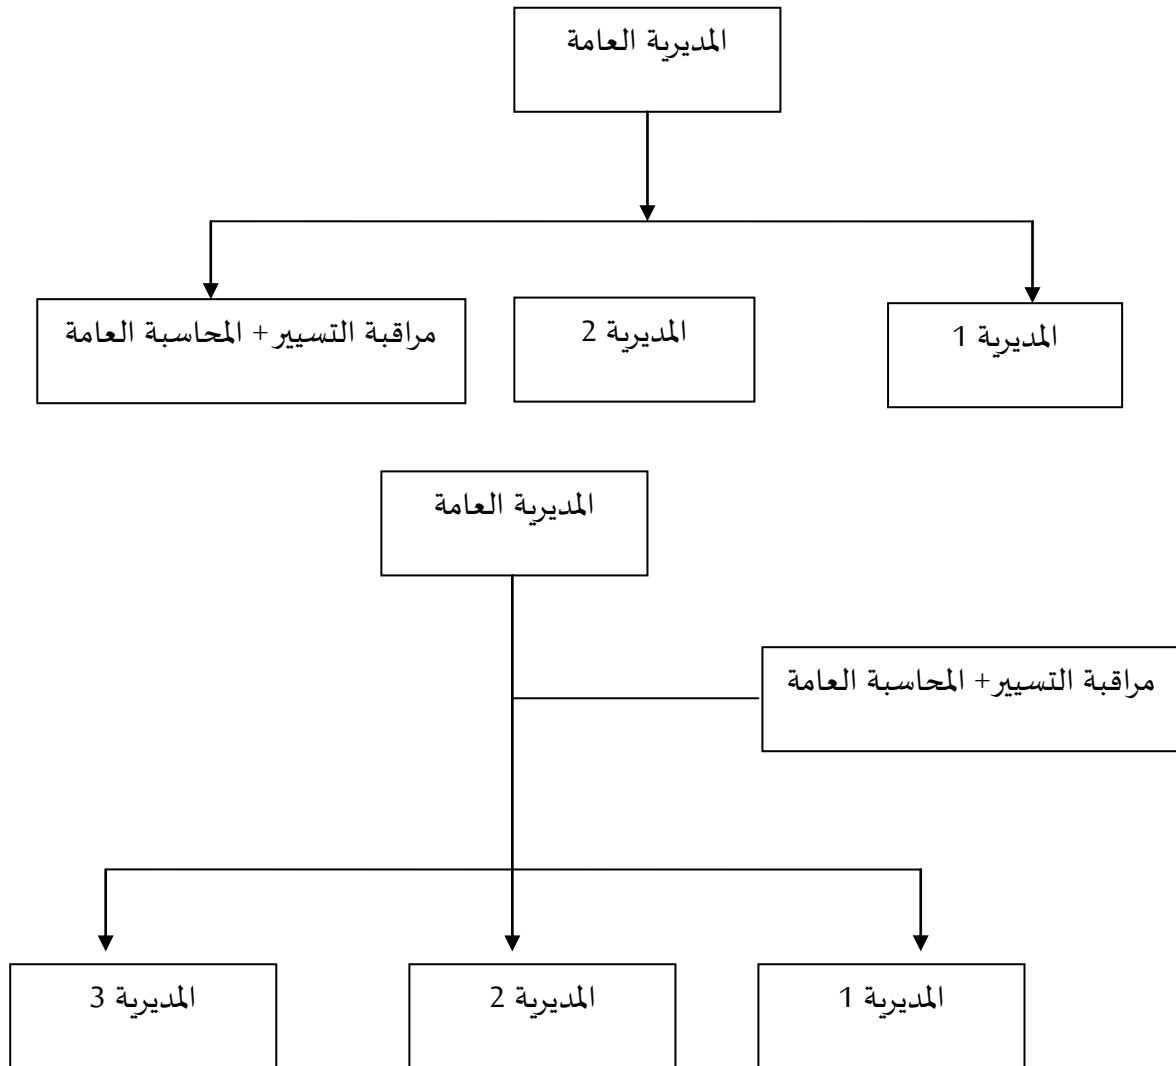 المديرية العامة
المديرية 1
المديرية 2
مراقبة التسيير + المحاسبة العامة
المديرية العامة
مراقبة التسيير + المحاسبة العامة
المديرية 1
المديرية 2
المديرية 3